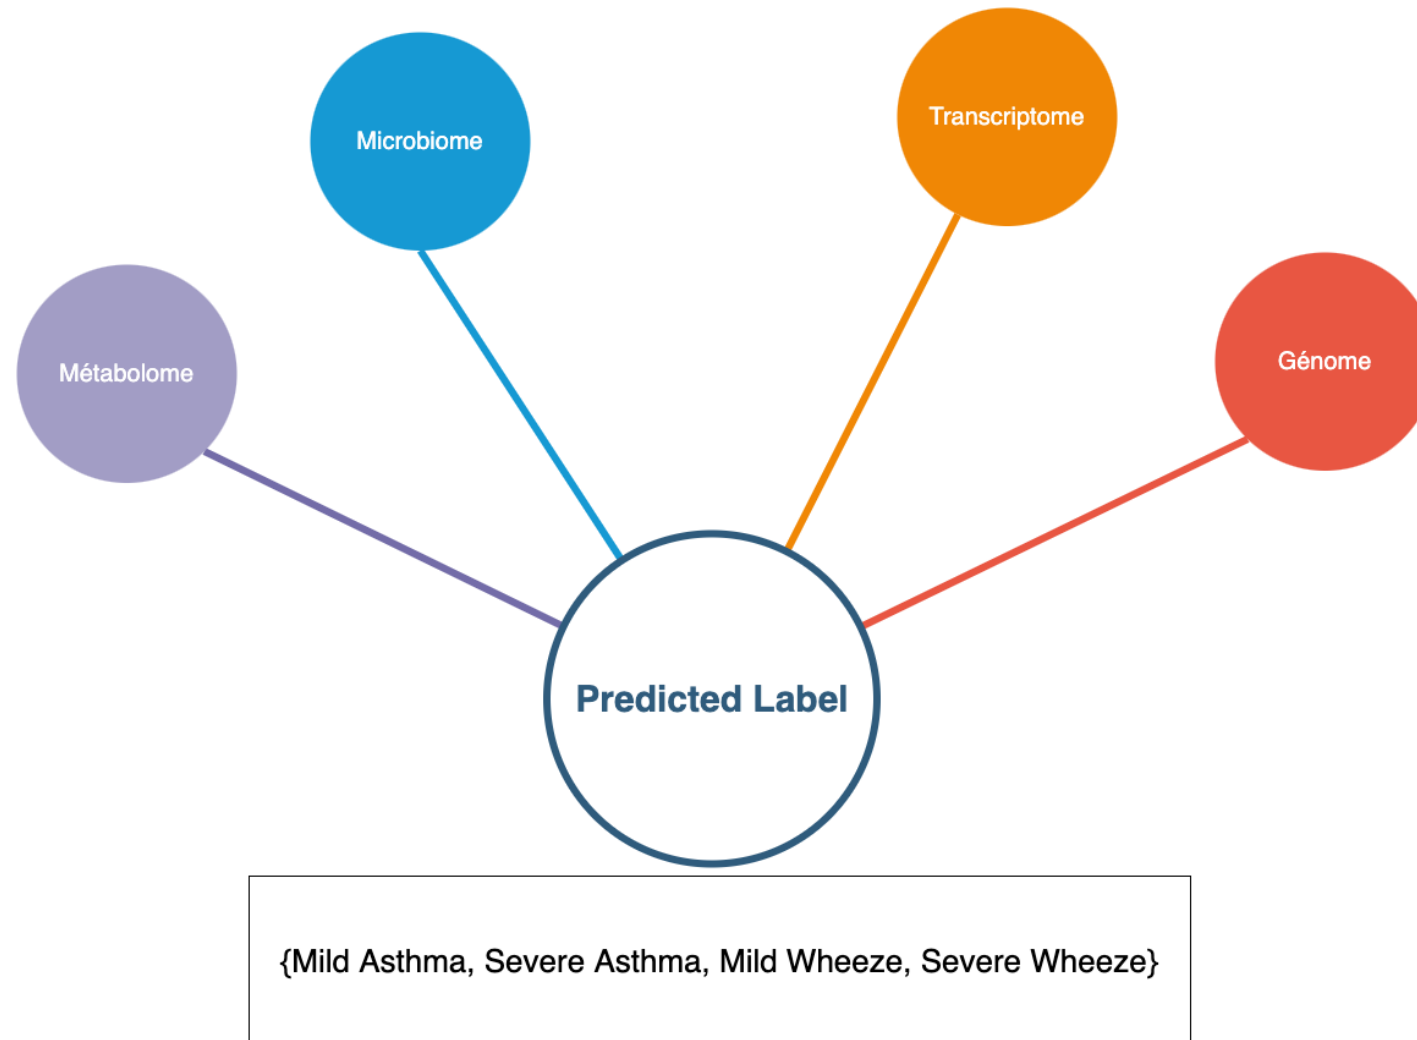 Transcriptome
Microbiome
Génome
Métabolome
Predicted Label
{Mild Asthma, Severe Asthma, Mild Wheeze, Severe Wheeze}